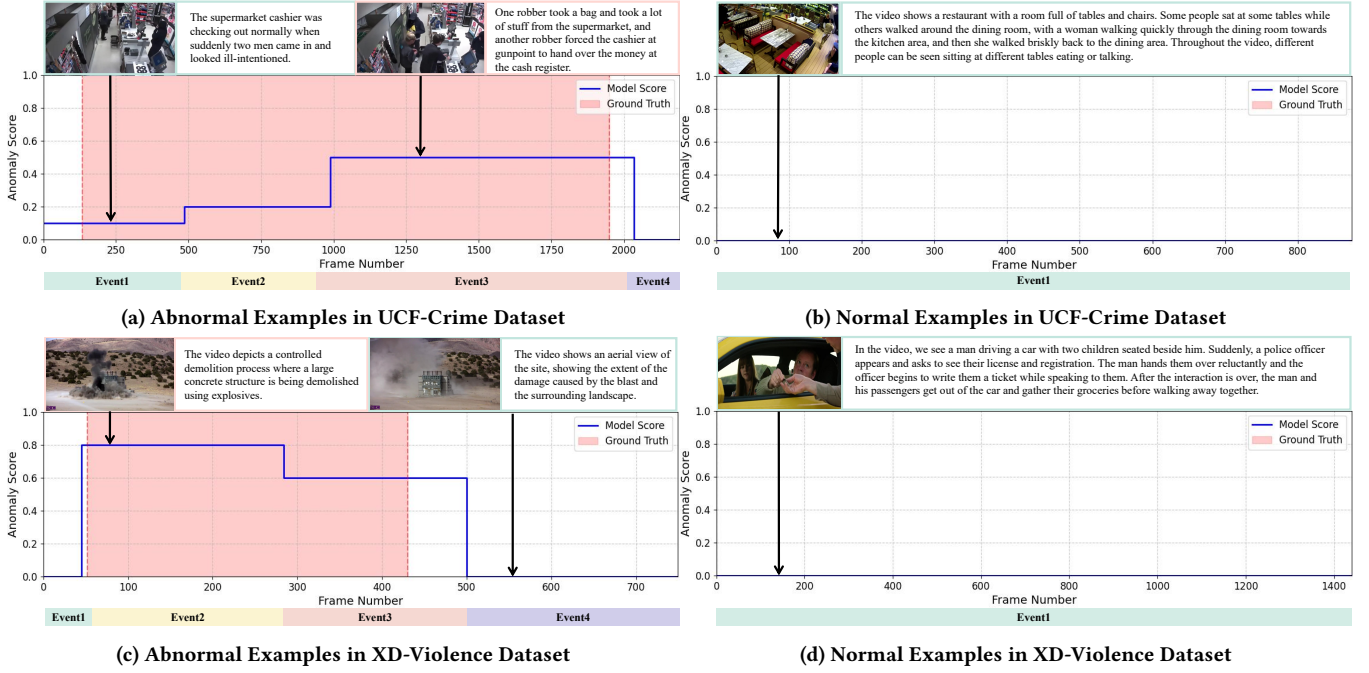 The supermarket cashier was
checking out normally when
suddenly two men came in and
looked ill-intentioned.
One robber took a bag and took a lot
of stuff from the supermarket, and
another robber forced the cashier at
gunpoint to hand over the money at
the cash register.
1.0
0.8
0.6
0.4
0.2
0.0
Anomaly Score
Model Score
Ground Truth
0 250 500 750 1000 1250 1500 1750 2000
Frame Number
Event1 Event2 Event3 Event4
(a) Abnormal Examples in UCF-Crime Dataset
The video shows a restaurant with a room full of tables and chairs. Some people sat at some tables while
others walked around the dining room, with a woman walking quickly through the dining room towards
the kitchen area, and then she walked briskly back to the dining area. Throughout the video, different
people can be seen sitting at different tables eating or talking.
1.0
0.8
0.6
0.4
0.2
0.0
Anomaly Score
Model Score
Ground Truth
0 100 200 300 400 500 600 700 800
Frame Number
Event1
(b) Normal Examples in UCF-Crime Dataset
The video depicts a controlled
demolition process where a large
concrete structure is being demolished
using explosives.
The video shows an aerial view of
the site, showing the extent of the
damage caused by the blast and
the surrounding landscape.
1.0
0.8
0.6
0.4
0.2
0.0
Anomaly Score
Model Score
Ground Truth
0 100 200 300 400 500 600 700
Frame Number
Event1 Event2 Event3 Event4
(c) Abnormal Examples in XD-Violence Dataset
In the video, we see a man driving a car with two children seated beside him. Suddenly, a police officer
appears and asks to see their license and registration. The man hands them over reluctantly and the
officer begins to write them a ticket while speaking to them. After the interaction is over, the man and
his passengers get out of the car and gather their groceries before walking away together.
1.0
0.8
0.6
0.4
0.2
0.0
Anomaly Score
Model Score
Ground Truth
0 200 400 600 800 1000 1200 1400
Frame Number
Event1
(d) Normal Examples in XD-Violence Dataset